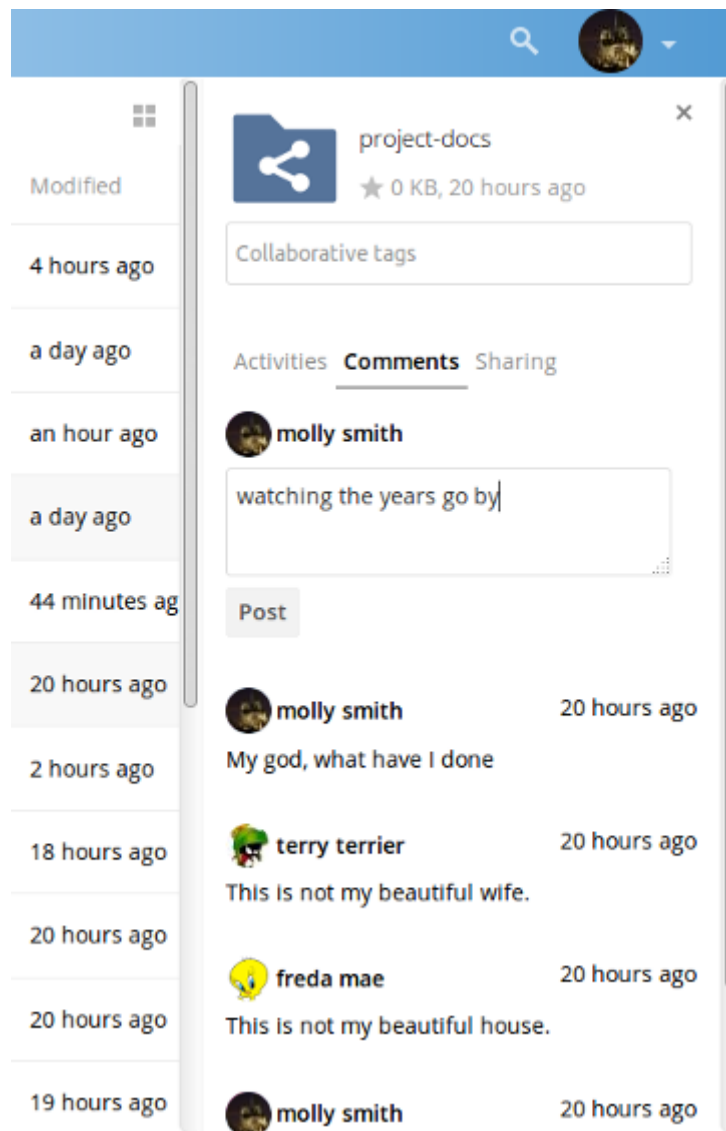 project-docs
0 KB, 20 hours ago
Modified
Collaborative tags
4 hours ago
a day ago
an hour ago
a day ago
44 minutes ag
20 hours ago
2 hours ago
18 hours ago
20 hours ago
20 hours ago
19 hours ago
Activities Comments Sharing
molly smith
watching the years go by
Post
molly smith 20 hours ago
My god, what have I done
terry terrier 20 hours ago
This is not my beautiful wife.
freda mae 20 hours ago
This is not my beautiful house.
molly smith 20 hours ago